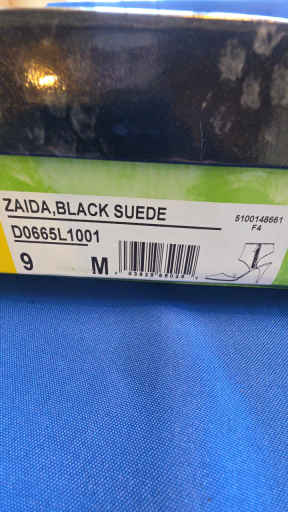 ZAIDA,BLACK SUEDE
5100148661
F4
D0665L1001
9 M